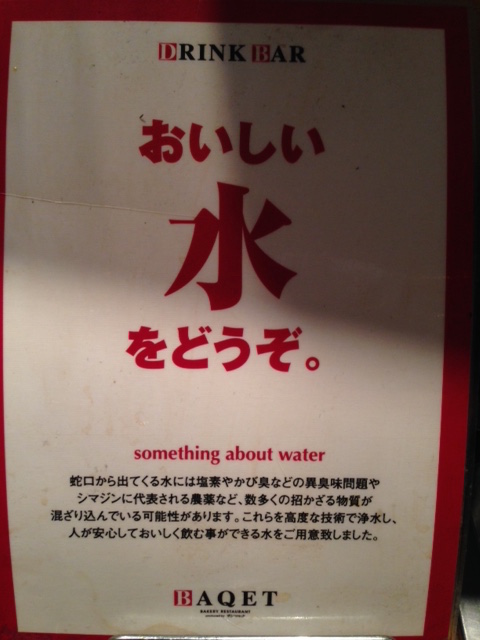 DRINK BAR
おいしい
水
をどうぞ。
something about water
蛇口から出てくる水には塩素やかび臭などの異臭味問題や
シマジンに代表される農薬など、数多くの招かざる物質が
混ざり込んでいる可能性があります。これらを高度な技術で浄水し、
人が安心しておいしく飲む事ができる水をご用意致しました。
BAQET
BAKERY RESTAURANT